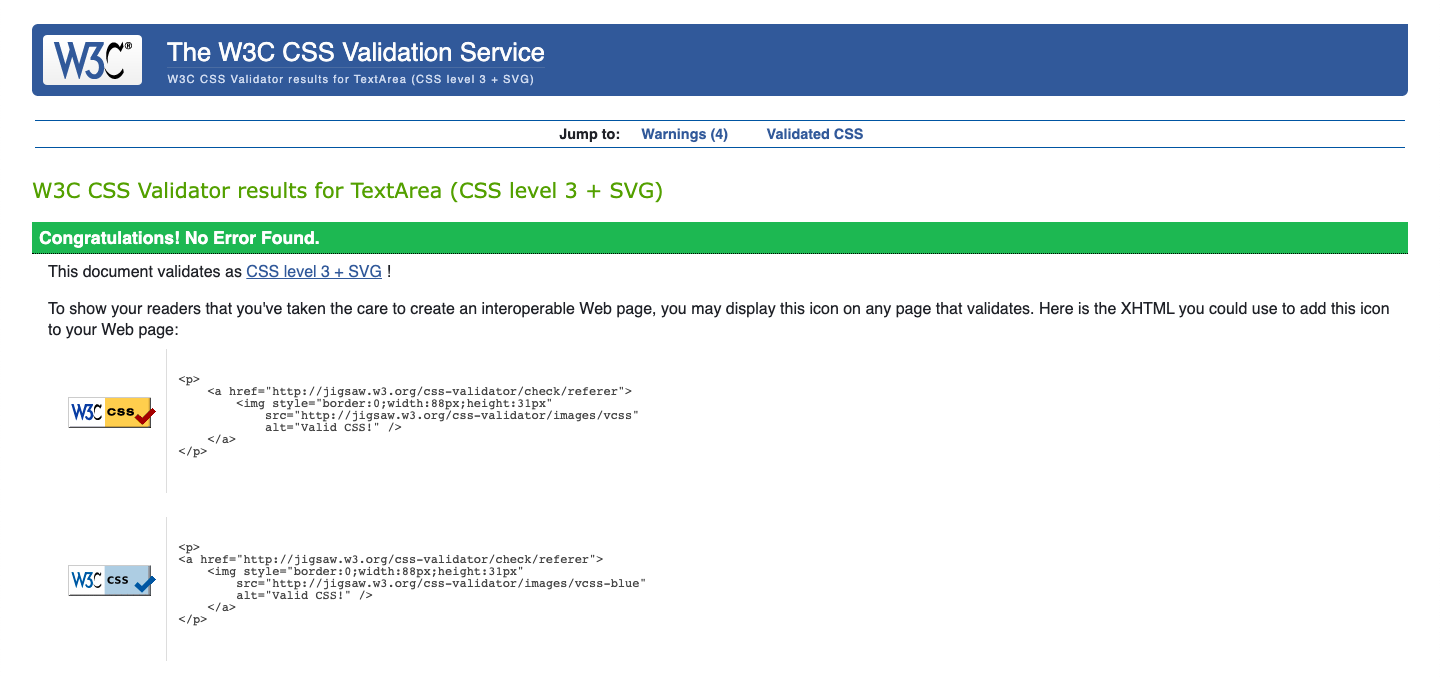 W3C®
The W3C CSS Validation Service
W3C CSS Validator results for TextArea (CSS level 3 + SVG)
Jump to: Warnings (4) Validated CSS
W3C CSS Validator results for TextArea (CSS level 3 + SVG)
Congratulations! No Error Found.
This document validates as CSS level 3 + SVG !
To show your readers that you've taken the care to create an interoperable Web page, you may display this icon on any page that validates. Here is the XHTML you could use to add this icon
to your Web page:
W3C CSS
<p>
    <a href="http://jigsaw.w3.org/css-validator/check/referer">
        <img style="border:0;width:88px;height:31px"
            src="http://jigsaw.w3.org/css-validator/images/vcss"
            alt="Valid CSS!" />
    </a>
</p>
W3C CSS
<p>
<a href="http://jigsaw.w3.org/css-validator/check/referer">
    <img style="border:0;width:88px;height:31px"
        src="http://jigsaw.w3.org/css-validator/images/vcss-blue"
        alt="Valid CSS!" />
    </a>
</p>